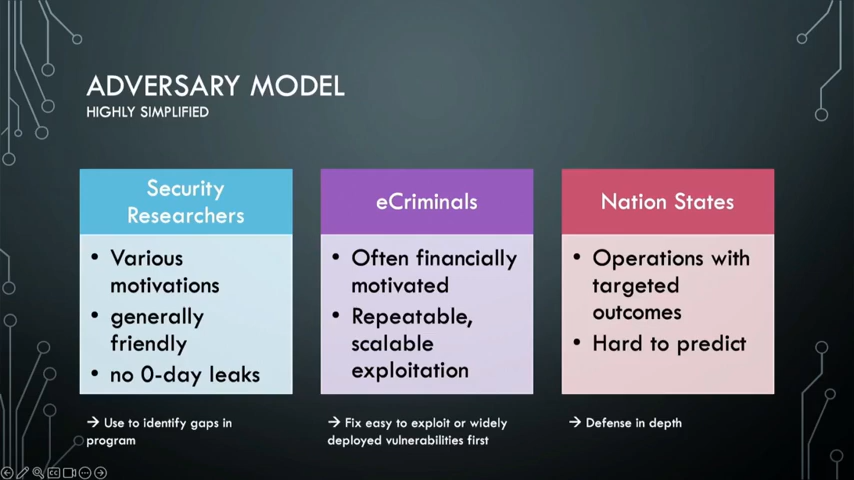 ADVERSARY MODEL
HIGHLY SIMPLIFIED
Security
Researchers
• Various
motivations
• generally
friendly
• no 0-day leaks
→ Use to identify gaps in
program
eCriminals
• Often financially
motivated
• Repeatable,
scalable
exploitation
→ Fix easy to exploit or widely
deployed vulnerabilities first
Nation States
• Operations with
targeted
outcomes
• Hard to predict
→ Defense in depth